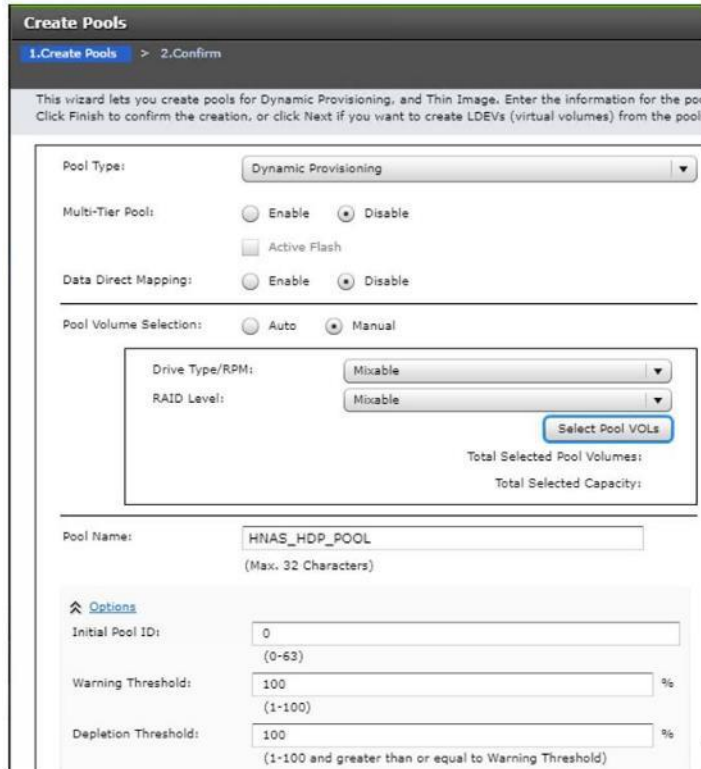 Create Pools
1.Create Pools > 2.Confirm
This wizard lets you create pools for Dynamic Provisioning, and Thin Image. Enter the information for the
Click Finish to confirm the creation, or click Next if you want to create LDEVs (virtual volumes) from the pool
Pool Type: Dynamic Provisioning
Multi-Tier Pool: Enable Disable
Active Flash
Data Direct Mapping: Enable Disable
Pool Volume Selection: Auto Manual
Drive Type/RPM: Mixable
RAID Level: Mixable
Select Pool VOLs
Total Selected Pool Volumes:
Total Selected Capacity:
Pool Name: HNAS_HDP_POOL
(Max. 32 Characters)
Options
Initial Pool ID: 0
(0-63)
Warning Threshold: 100 %
(1-100)
Depletion Threshold: 100 %
(1-100 and greater than or equal to Warning Threshold)